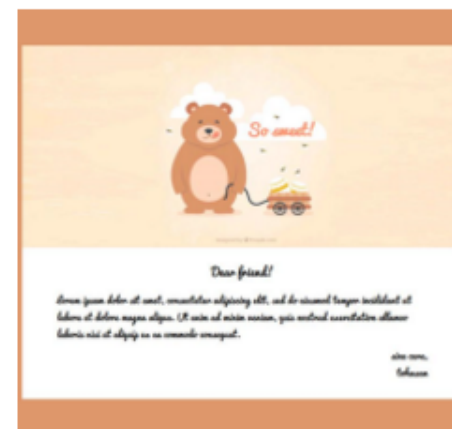 So sweet!
Dear friend!
Lorem ipsum dolor sit amet, consectetur adipiscing elit, sed do eiusmod tempor incididunt ut
labore et dolore magna aliqua. Ut enim ad minim veniam, quis nostrud exercitation ullamco
laboris nisi ut aliquip ex ea commodo consequat.